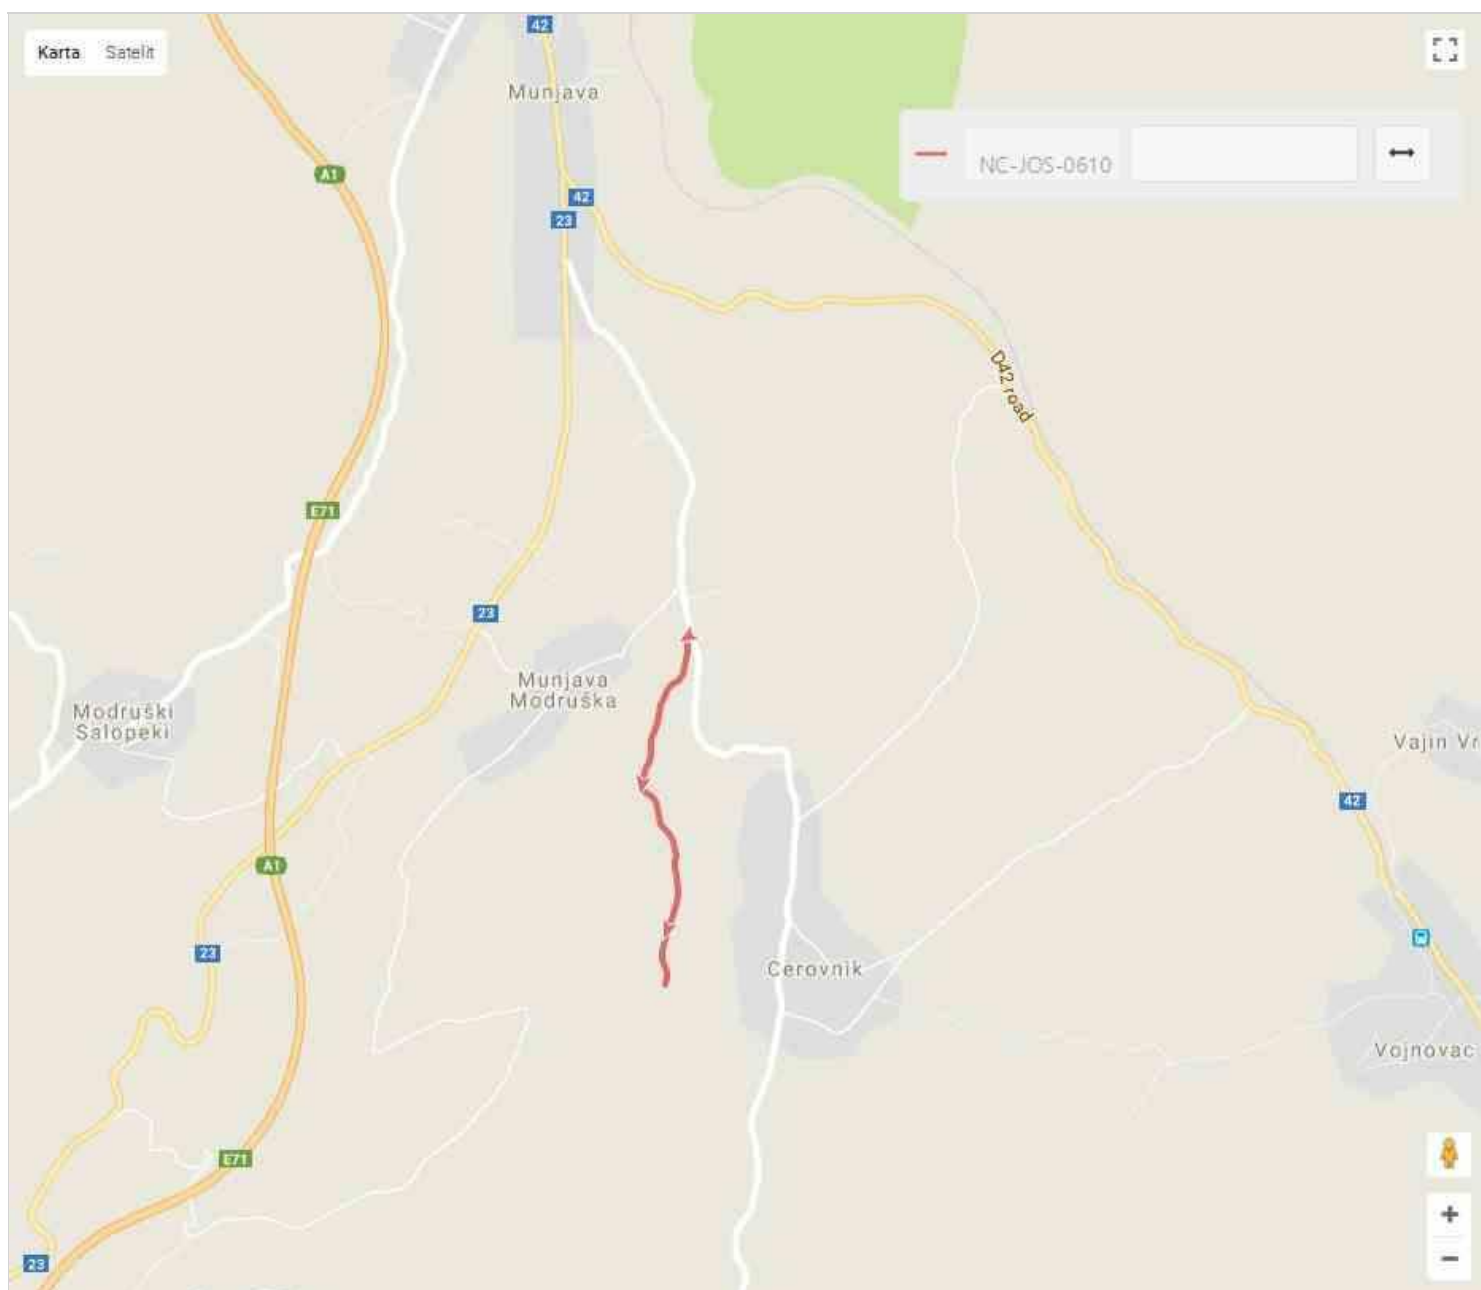 42
Karta Satelit
Munjava
NC-JOS-0610
A1
42
23
D42 road
E71
23
Munjava
Modruška
Modruški
Salopeki
Vajin Vr
42
A1
23
Cerovnik
Vojnovac
E71
23